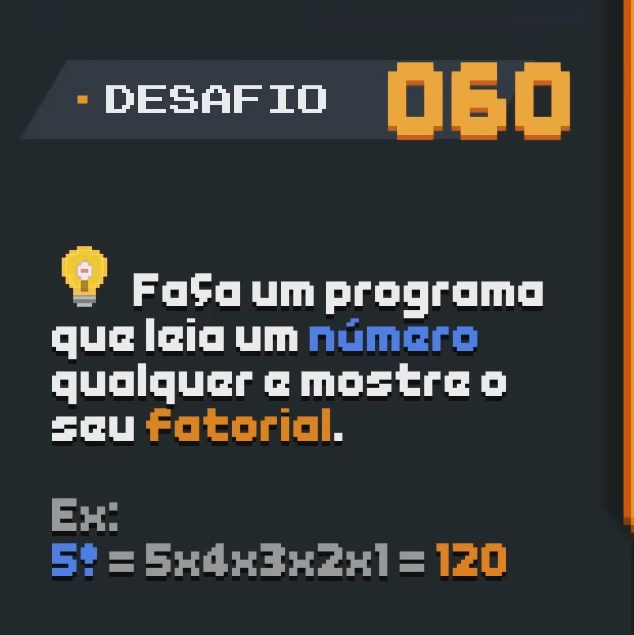 DESAFIO 060
Faça um programa
que leia um número
qualquer e mostre o
seu fatorial.
Ex:
5! = 5x4x3x2x1 = 120